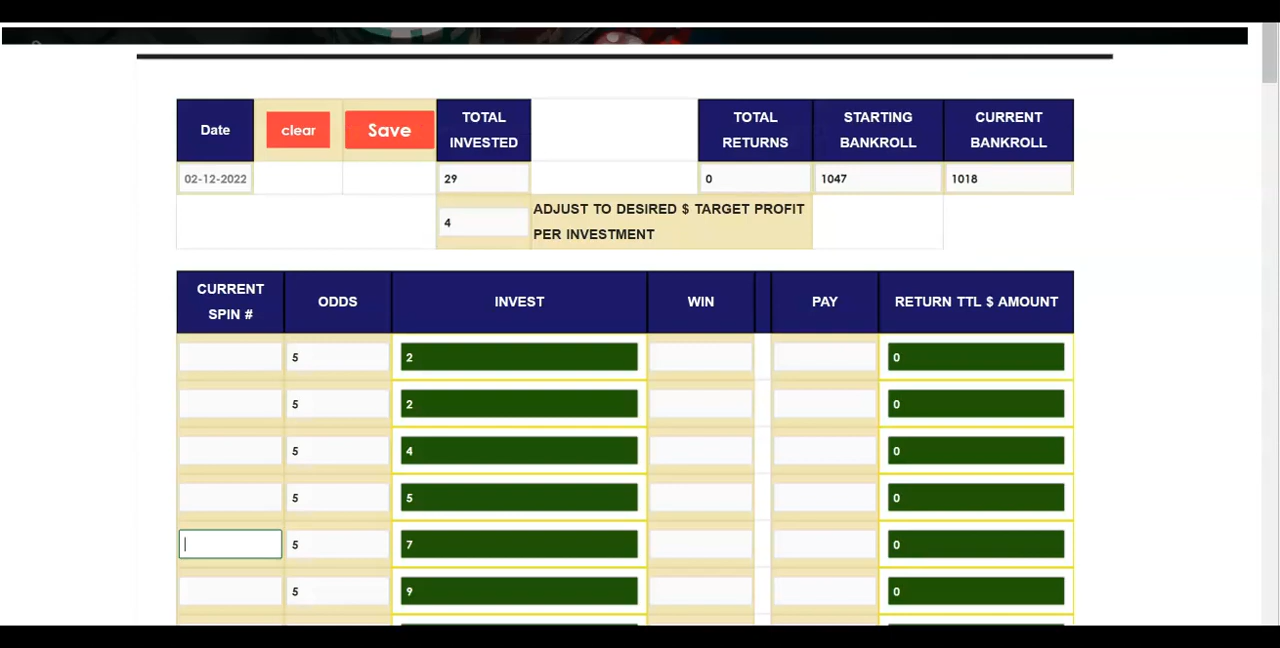 Date clear Save TOTAL INVESTED TOTAL RETURNS STARTING BANKROLL CURRENT BANKROLL
02-12-2022 29 0 1047 1018
4 ADJUST TO DESIRED $ TARGET PROFIT PER INVESTMENT
CURRENT SPIN # ODDS INVEST WIN PAY RETURN TTL $ AMOUNT
5 2 0
5 2 0
5 4 0
5 5 0
5 7 0
5 9 0